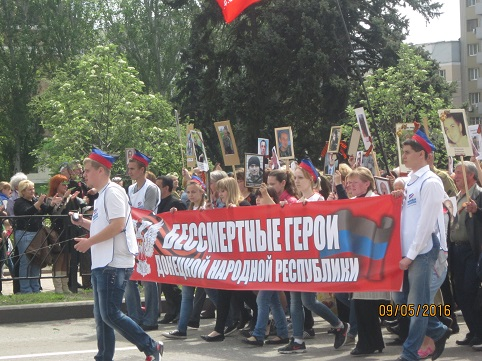 БЕССМЕРТНЫЕ ГЕРОИ
ДОНЕЦКОЙ НАРОДНОЙ РЕСПУБЛИКИ
09/05/2016